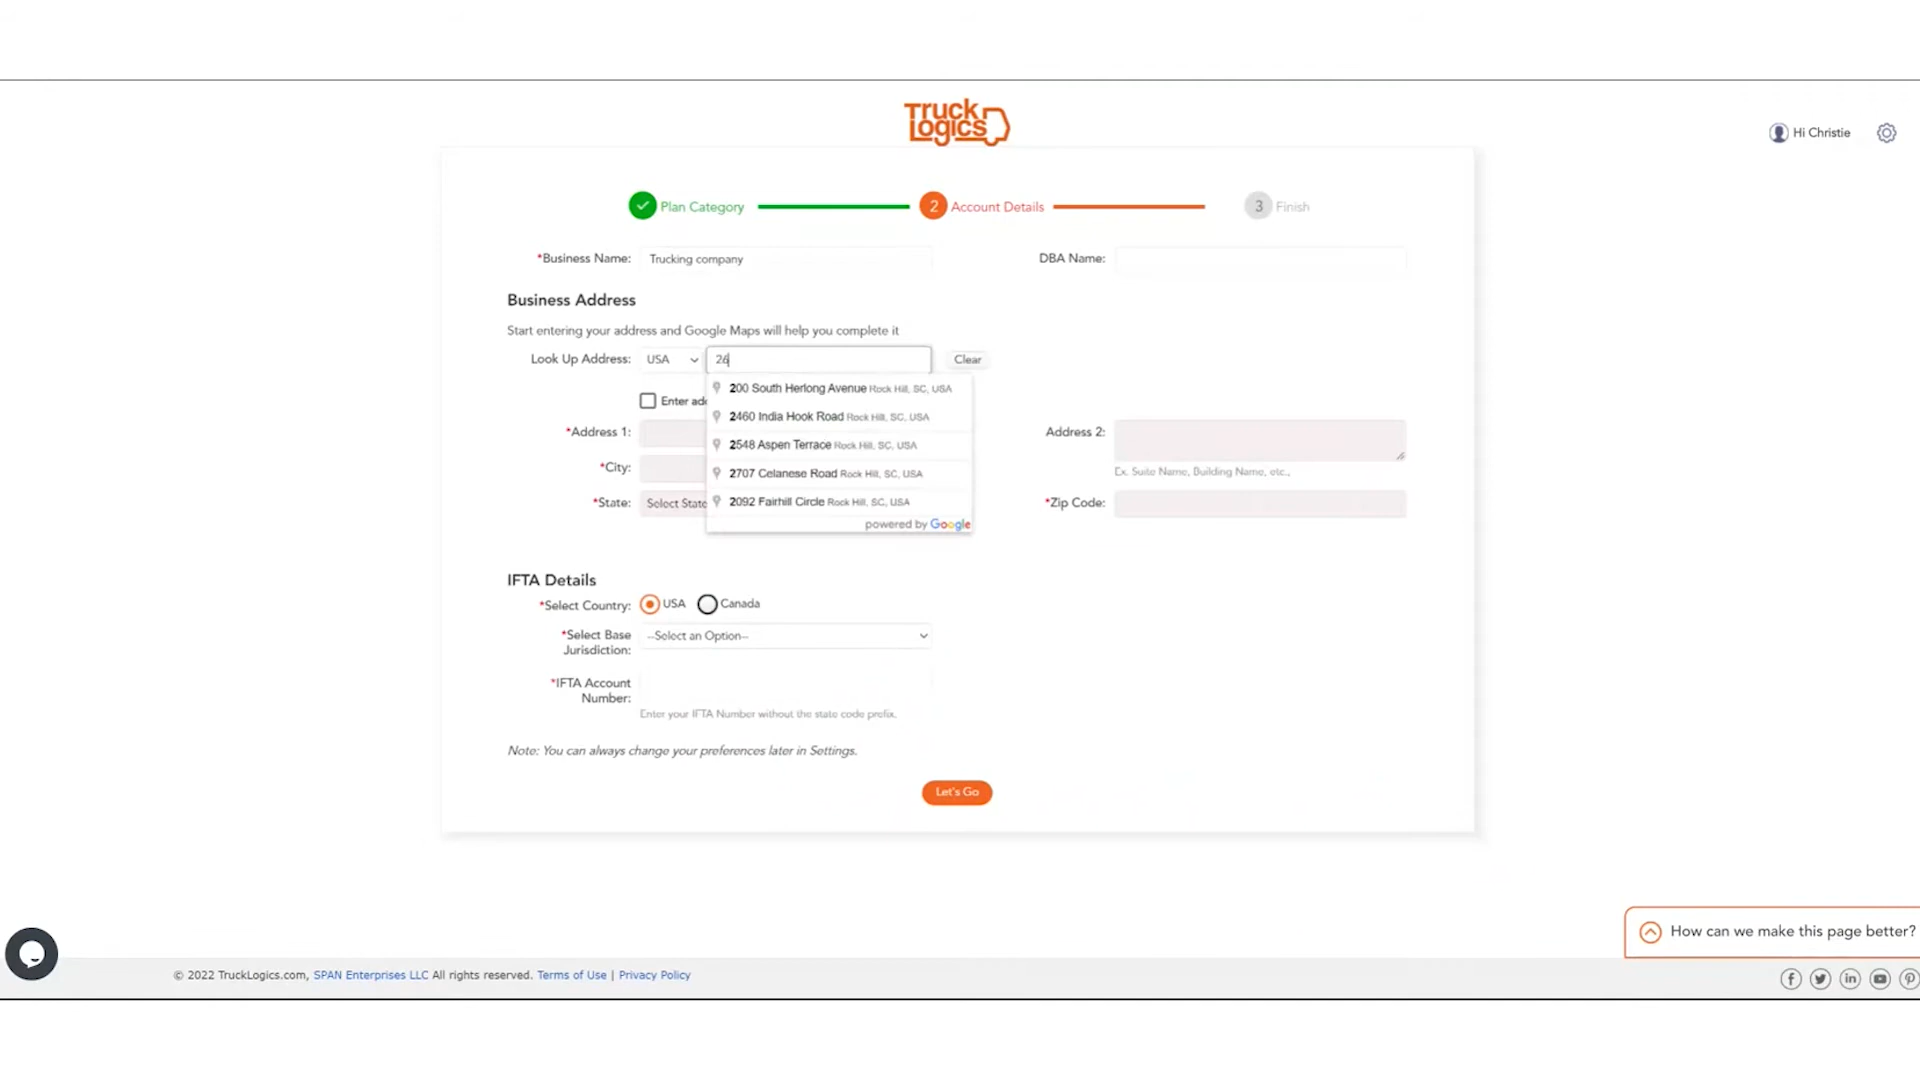 Truck
Logics
Hi Christie
Plan Category
2 Account Details
3 Finish
*Business Name: Trucking company
DBA Name:
Business Address
Start entering your address and Google Maps will help you complete it
Look Up Address: USA 26 Clear
200 South Herlong Avenue Rock Hill, SC, USA
Enter add
2460 India Hook Road Rock Hill, SC, USA
*Address 1:
Address 2:
2548 Aspen Terrace Rock Hill, SC, USA
*City:
Ex. Suite Name, Building Name, etc.,
2707 Celanese Road Rock Hill, SC, USA
*State: Select State
2092 Fairhill Circle Rock Hill, SC, USA
*Zip Code:
powered by Google
IFTA Details
*Select Country: USA Canada
*Select Base
Jurisdiction:
--Select an Option--
*IFTA Account
Number:
Enter your IFTA Number without the state code prefix.
Note: You can always change your preferences later in Settings.
Let's Go
How can we make this page better?
© 2022 TruckLogics.com, SPAN Enterprises LLC All rights reserved. Terms of Use | Privacy Policy